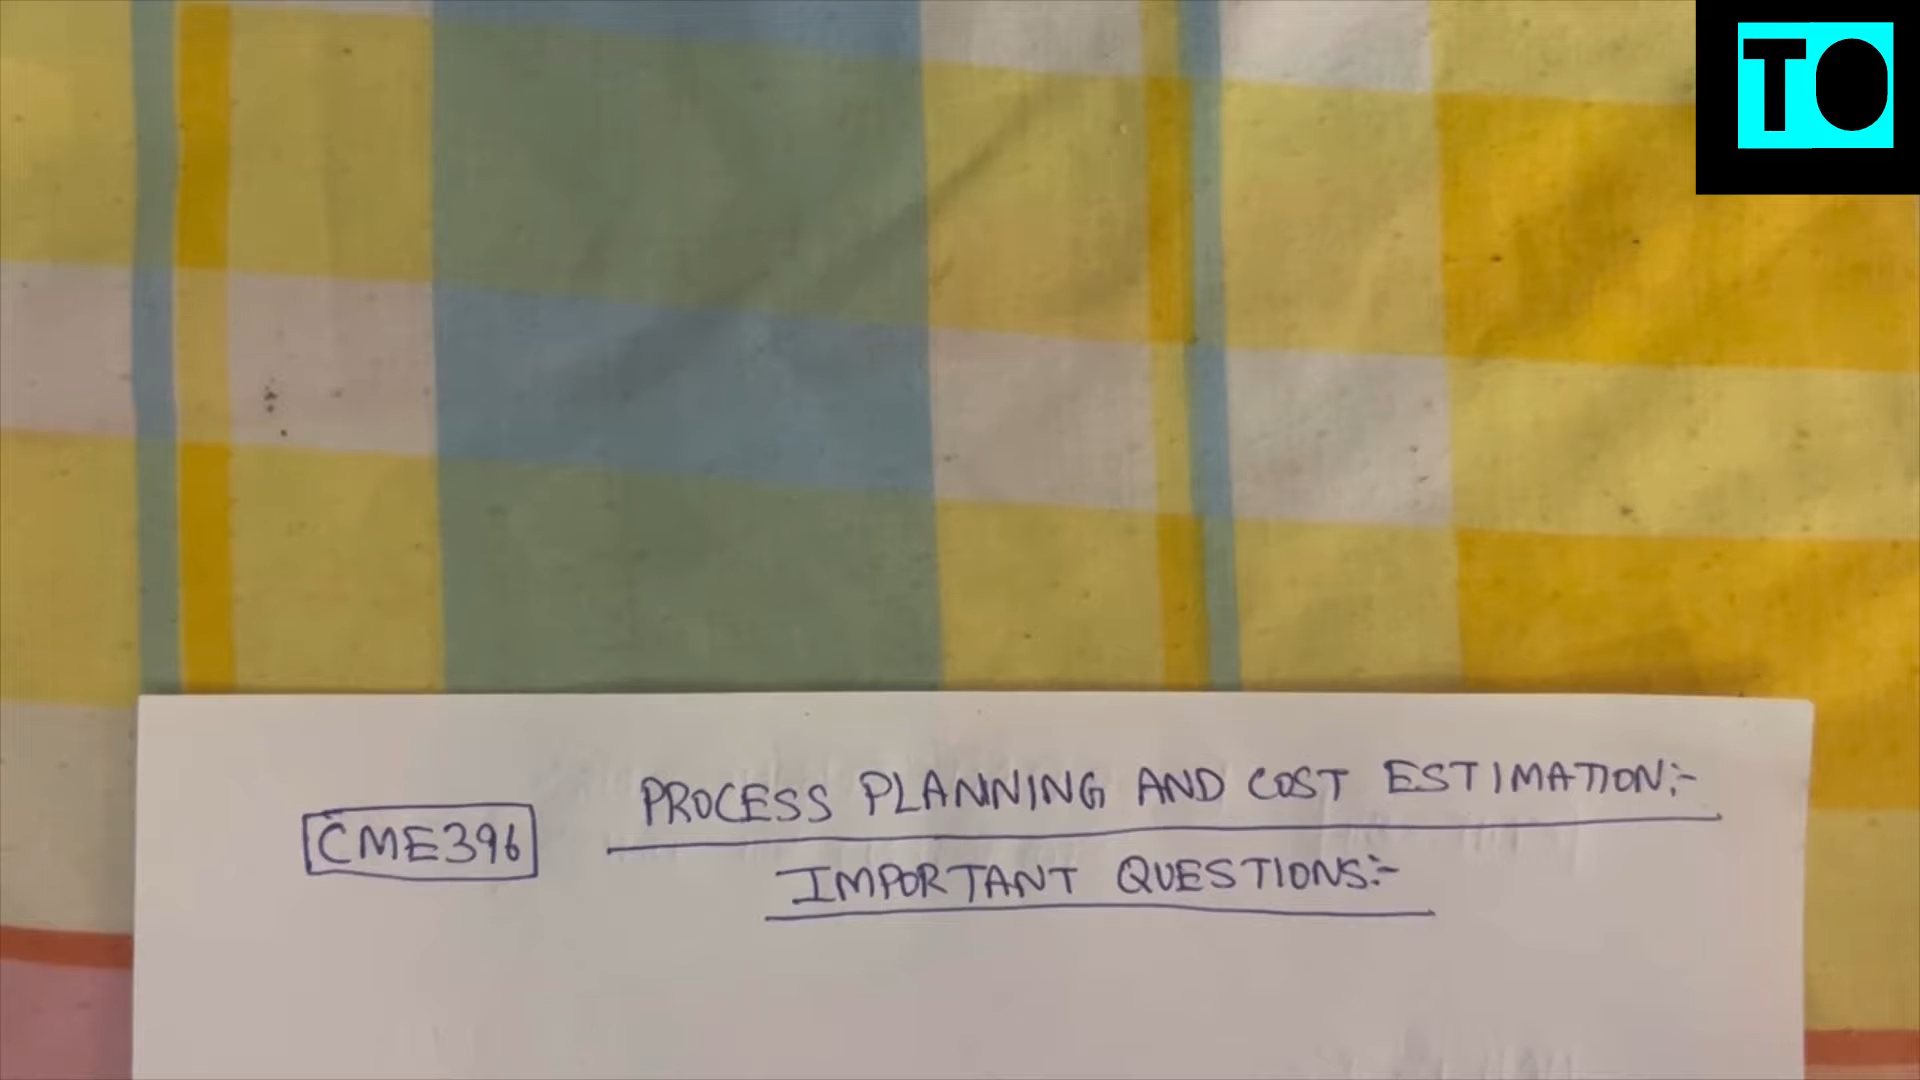 TO
PROCESS PLANNING AND COST ESTIMATION:-
CME396
IMPORTANT QUESTIONS:-